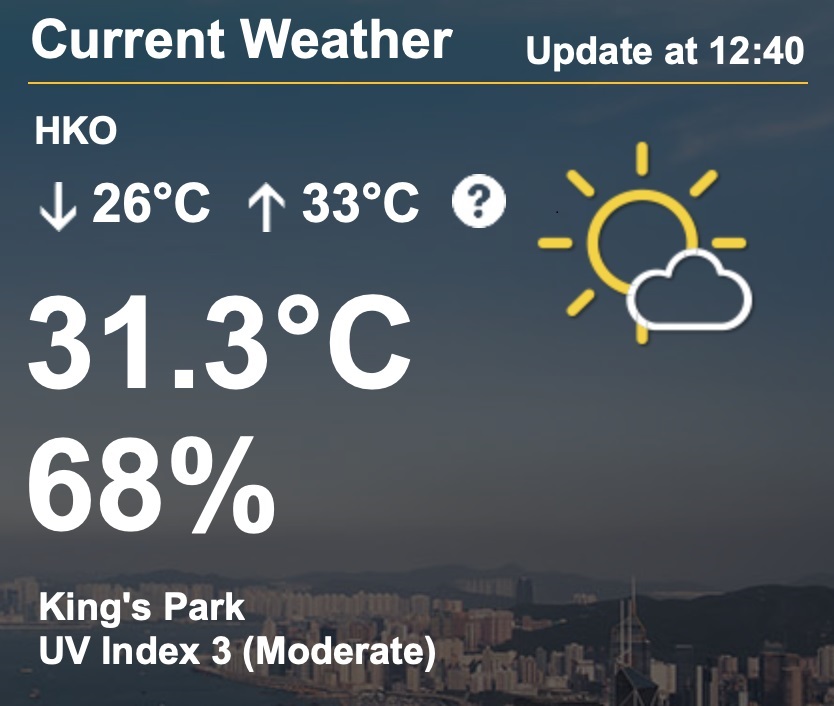 Current Weather Update at 12:40
HKO
↓ 26°C ↑ 33°C ?
31.3°C
68%
King's Park
UV Index 3 (Moderate)